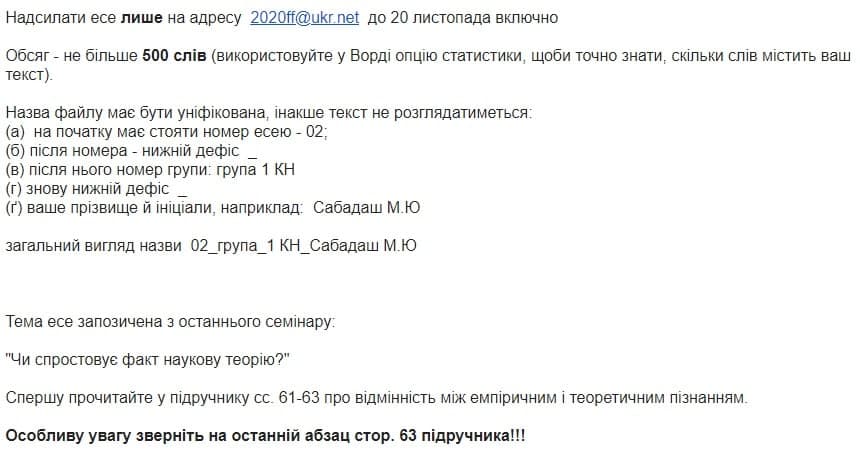 Надсилати есе лише на адресу 2020ff@ukr.net до 20 листопада включно
Обсяг - не більше 500 слів (використовуйте у Ворді опцію статистики, щоби точно знати, скільки слів містить ваш
текст).
Назва файлу має бути уніфікована, інакше текст не розглядатиметься:
(а) на початку має стояти номер есею - 02;
(б) після номера - нижній дефіс _
(в) після нього номер групи: група 1 КН
(г) знову нижній дефіс _
(ґ) ваше прізвище й ініціали, наприклад: Сабадаш М.Ю
загальний вигляд назви 02_група_1 КН_Сабадаш М.Ю
Тема есе запозичена з останнього семінару:
"Чи спростовує факт наукову теорію?"
Спершу прочитайте у підручнику сс. 61-63 про відмінність між емпіричним і теоретичним пізнанням.
Особливу увагу зверніть на останній абзац стор. 63 підручника!!!